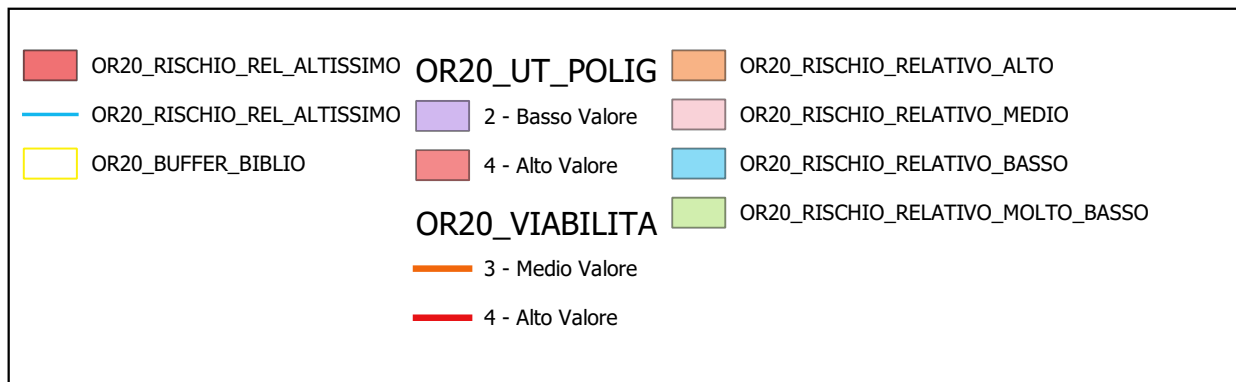 OR20_RISCHIO_REL_ALTISSIMO
OR20_RISCHIO_REL_ALTISSIMO
OR20_BUFFER_BIBLIO
OR20_UT_POLIG
2 - Basso Valore
4 - Alto Valore
OR20_VIABILITA
3 - Medio Valore
4 - Alto Valore
OR20_RISCHIO_RELATIVO_ALTO
OR20_RISCHIO_RELATIVO_MEDIO
OR20_RISCHIO_RELATIVO_BASSO
OR20_RISCHIO_RELATIVO_MOLTO_BASSO